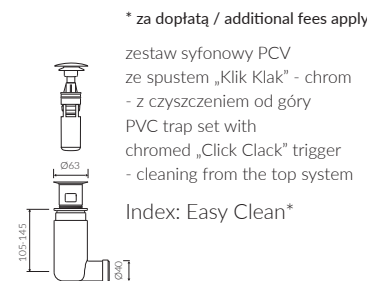 * za dopłatą / additional fees apply
zestaw syfonowy PCV
ze spustem „Klik Klak” - chrom
- z czyszczeniem od góry
PVC trap set with
chromed „Click Clack” trigger
- cleaning from the top system
Index: Easy Clean*
Ø63
105-145
Ø40